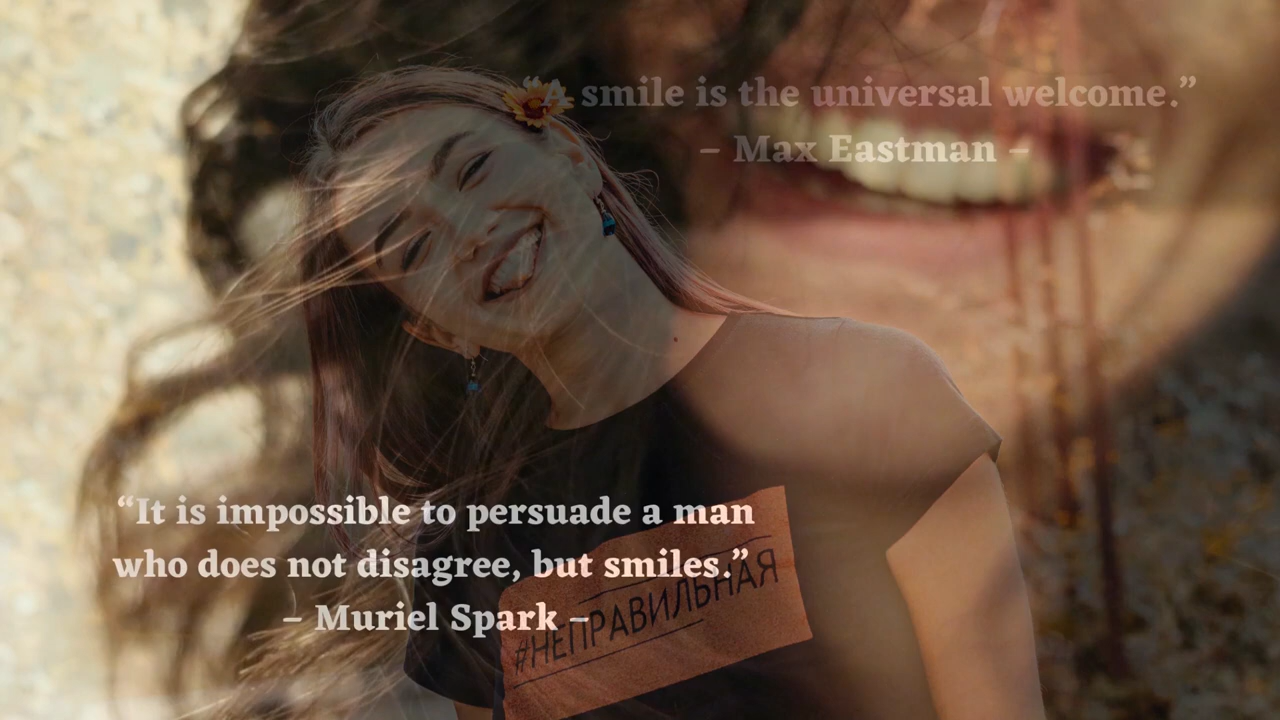 A smile is the universal welcome.”
– Max Eastman –
“It is impossible to persuade a man
who does not disagree, but smiles.”
– Muriel Spark –
#НЕПРАВИЛЬНАЯ